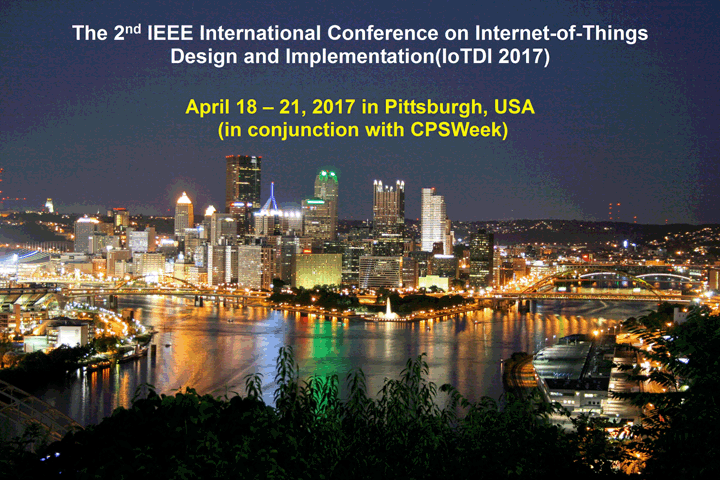 The 2nd IEEE International Conference on Internet-of-Things
Design and Implementation(IoTDI 2017)
April 18 – 21, 2017 in Pittsburgh, USA
(in conjunction with CPSWeek)